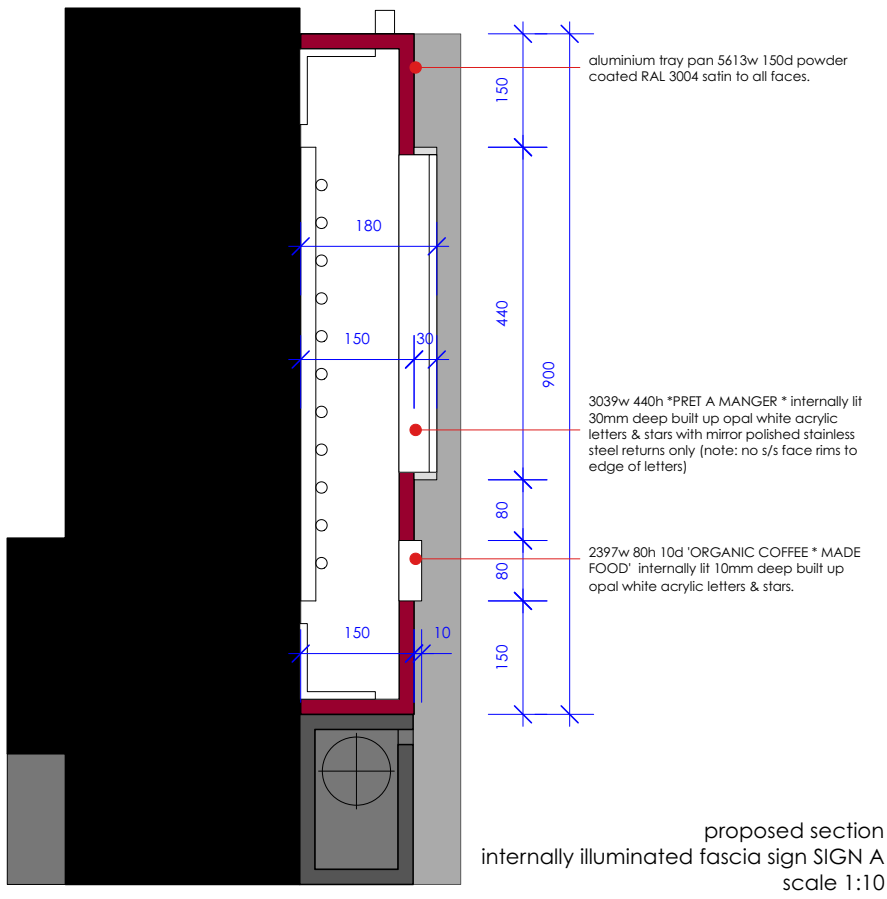 aluminium tray pan 5613w 150d powder
coated RAL 3004 satin to all faces.
150
180
440
150
30
900
3039w 440h *PRET A MANGER * internally lit
30mm deep built up opal white acrylic
letters & stars with mirror polished stainless
steel returns only (note: no s/s face rims to
edge of letters)
80
2397w 80h 10d 'ORGANIC COFFEE * MADE
FOOD'  internally lit 10mm deep built up
opal white acrylic letters & stars.
80
150
10
150
proposed section
internally illuminated fascia sign SIGN A
scale 1:10